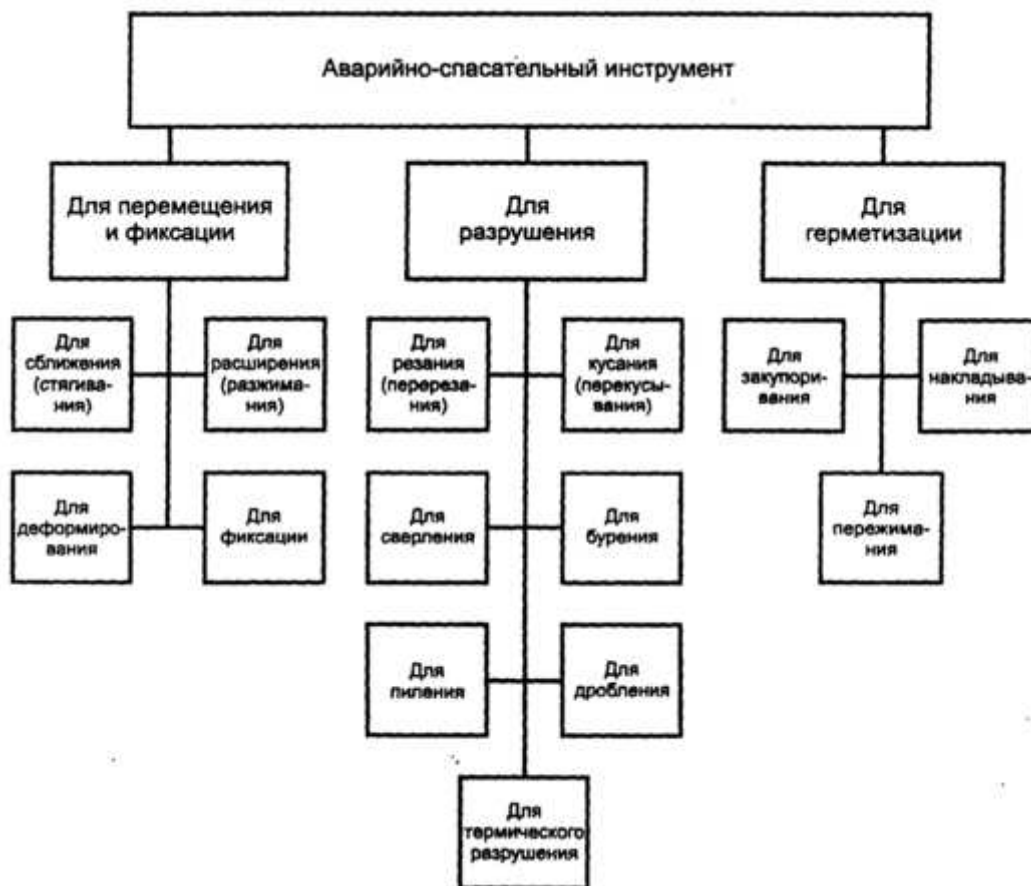 Аварийно-спасательный инструмент
Для перемещения
и фиксации
Для
разрушения
Для
герметизации
Для
сближения
(стягива-
ния)
Для
расширения
(разжима-
ния)
Для
резания
(перереза-
ния)
Для
кусания
(перекусы-
вания)
Для
закупори-
вания
Для
накладыва-
ния
Для
деформиро-
вания
Для
фиксации
Для
сверления
Для
бурения
Для
пережима-
ния
Для
пиления
Для
дробления
Для
термического
разрушения